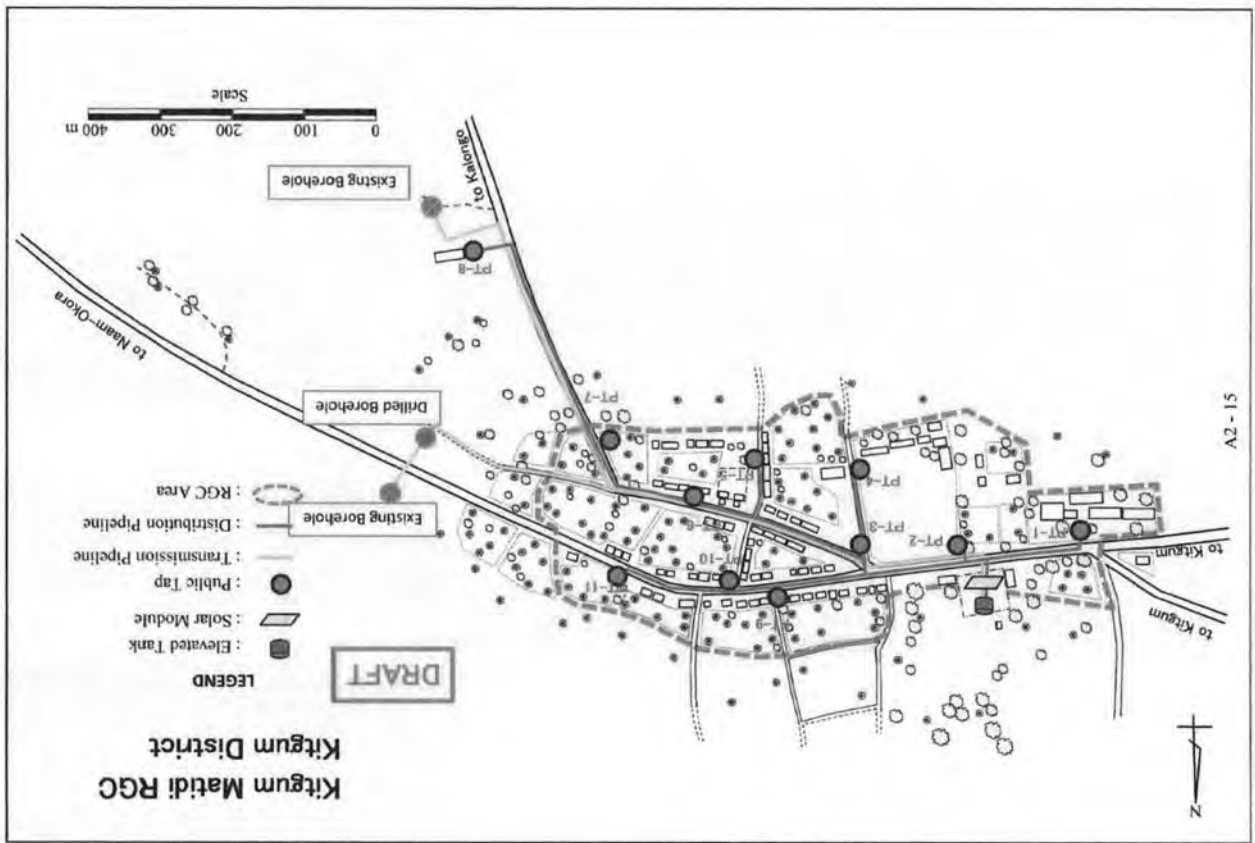 Kitgum Matidi RGC
Kitgum District
LEGEND
: Elevated Tank
: Solar Module
: Public Tap
: Transmission Pipeline
: Distribution Pipeline
: RGC Area
DRAFT
N
to Kitgum
to Kitgum
PT-1
PT-2
PT-3
PT-4
PT-7
PT-8
PT-10
PT-11
Existing Borehole
Drilled Borehole
to Naam-Okora
Existng Borehole
to Kalongo
0 100 200 300 400 m
Scale
A2 - 15